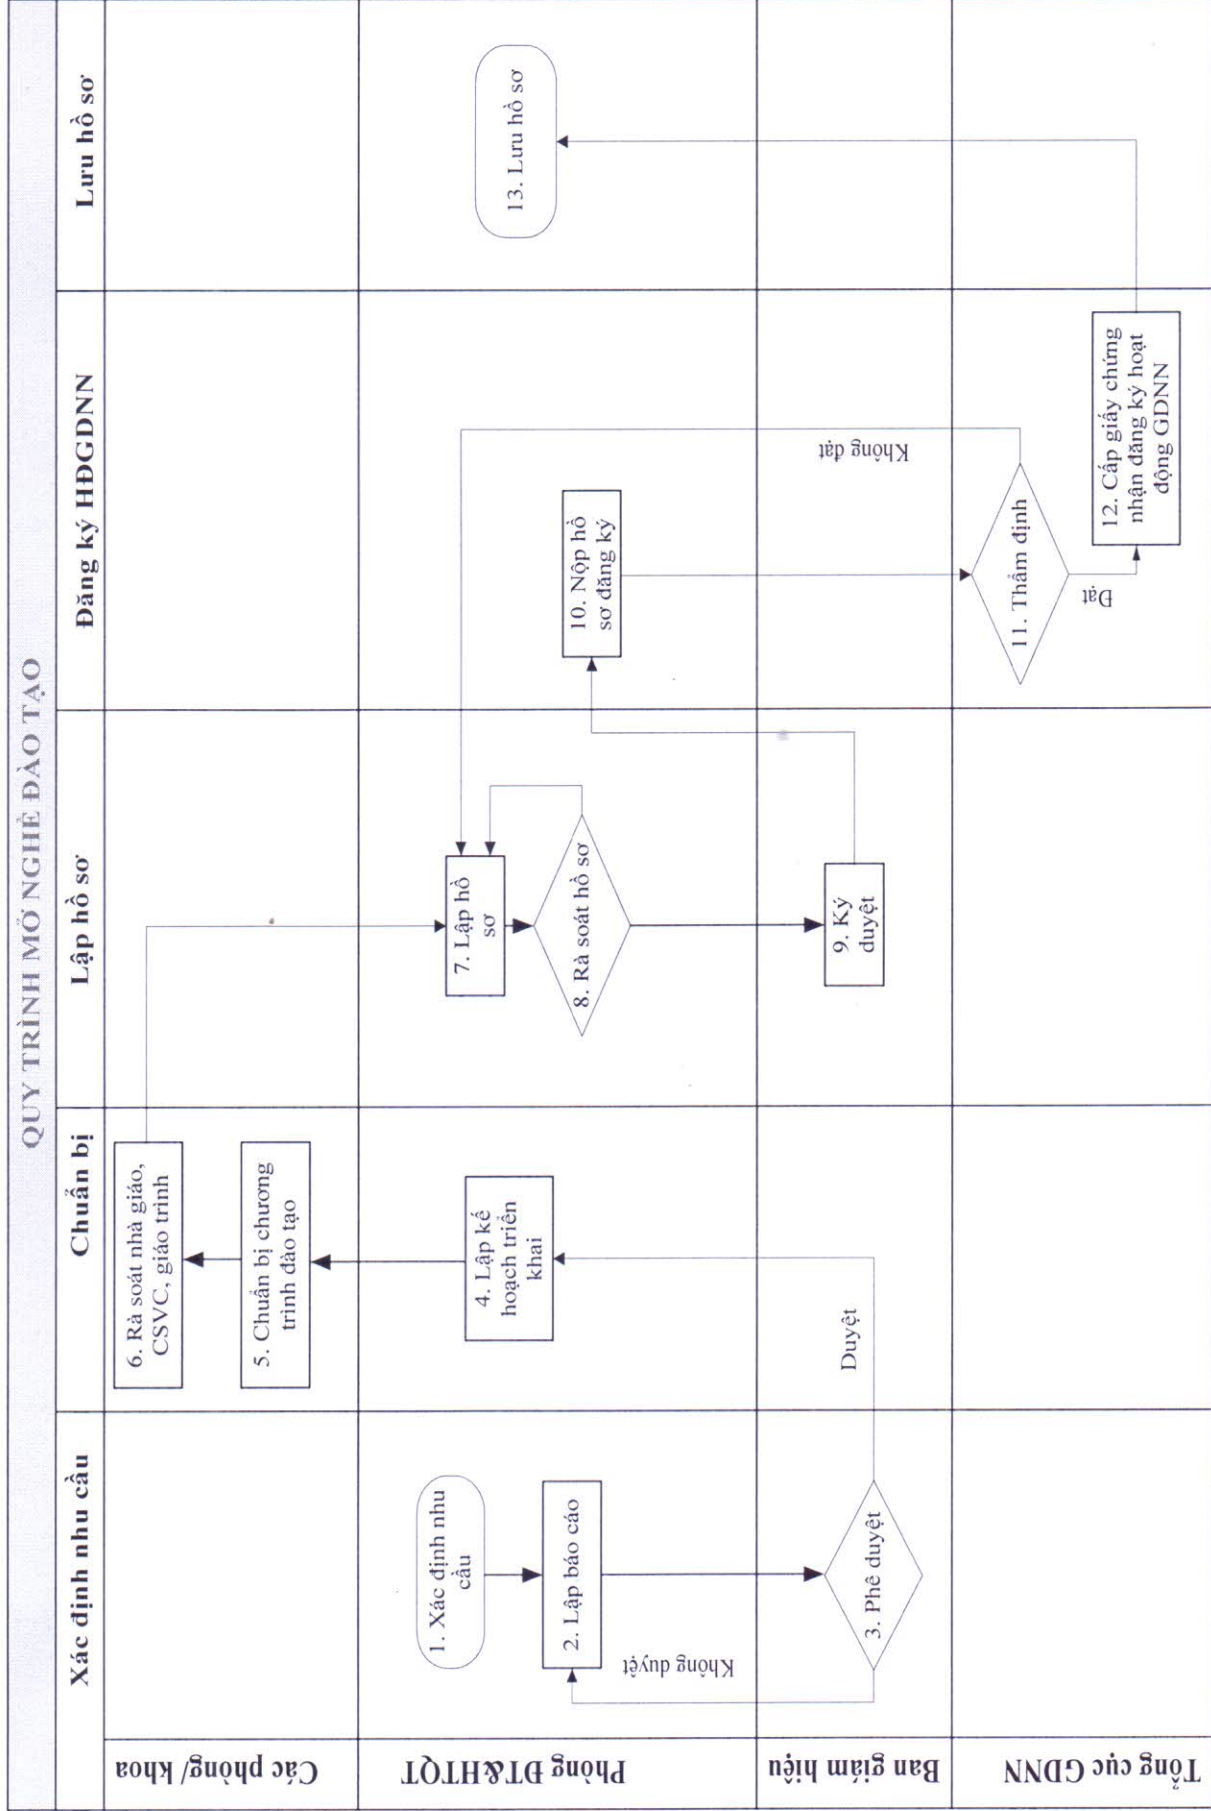 QUY TRÌNH MỞ NGHỀ ĐÀO TẠO
Xác định nhu cầu
Chuẩn bị
Lập hồ sơ
Đăng ký HĐGDNN
Lưu hồ sơ
Các phòng/ khoa
6. Rà soát nhà giáo,
CSVC, giáo trình
5. Chuẩn bị chương
trình đào tạo
Phòng ĐT&HTQT
1. Xác định nhu
cầu
2. Lập báo cáo
Không duyệt
4. Lập kế
hoạch triển
khai
7. Lập hồ
sơ
8. Rà soát hồ sơ
10. Nộp hồ
sơ đăng ký
13. Lưu hồ sơ
Ban giám hiệu
3. Phê duyệt
Duyệt
9. Ký
duyệt
Không đạt
Tổng cục GDNN
11. Thẩm định
Đạt
12. Cấp giấy chứng
nhận đăng ký hoạt
động GDNN